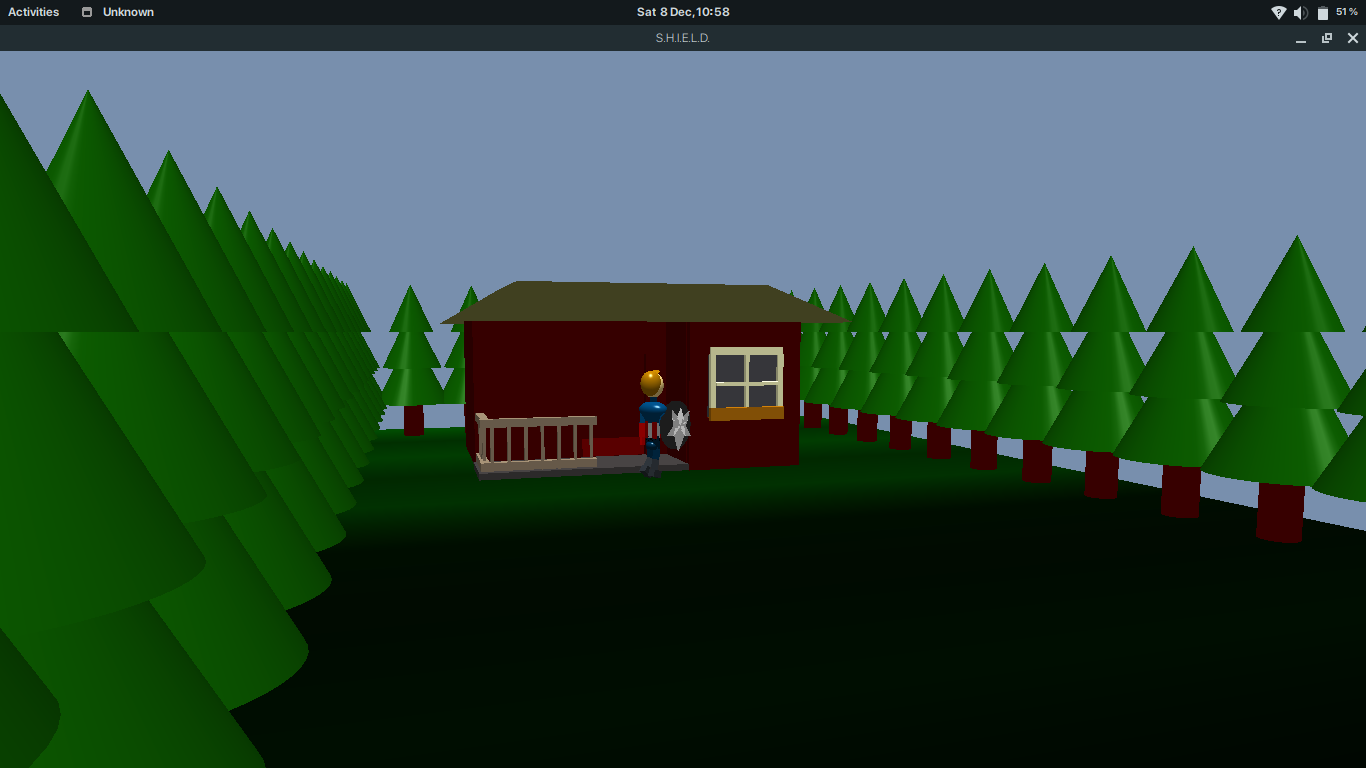 Activities Unknown Sat 8 Dec, 10:58 51 %
S.H.I.E.L.D.